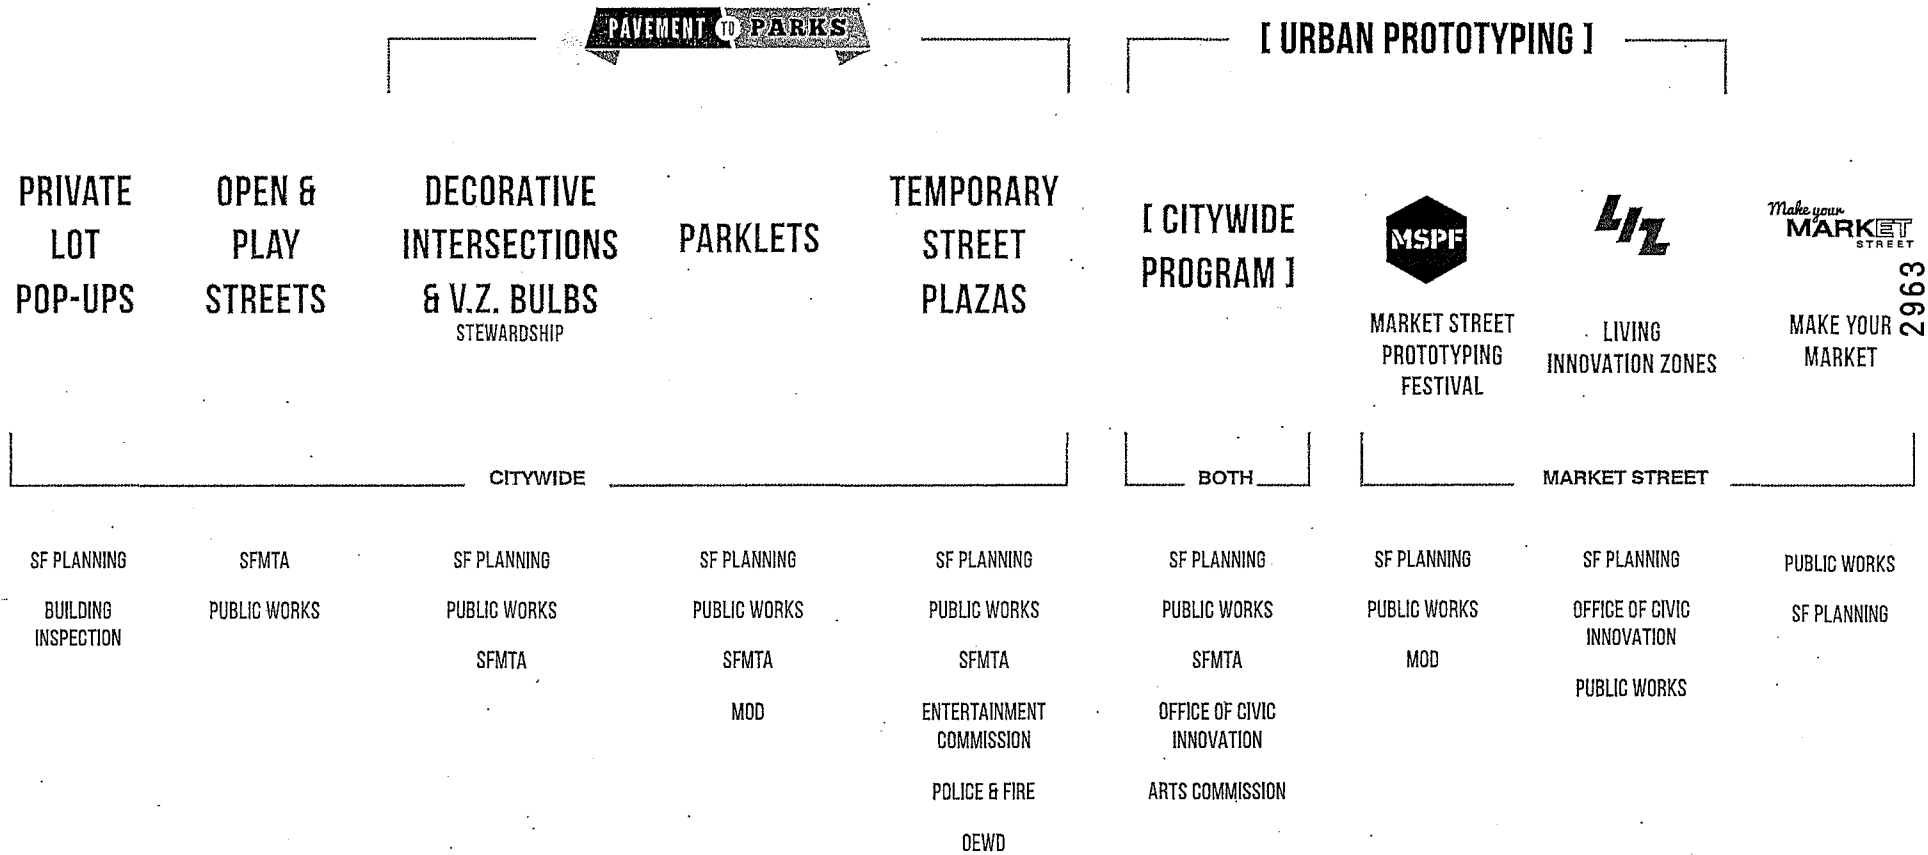 PAVEMENT TO PARKS
[ URBAN PROTOTYPING ]
PRIVATE
LOT
POP-UPS
OPEN &
PLAY
STREETS
DECORATIVE
INTERSECTIONS
& V.Z. BULBS
STEWARDSHIP
PARKLETS
TEMPORARY
STREET
PLAZAS
[ CITYWIDE
PROGRAM ]
MSPF
MARKET STREET
PROTOTYPING
FESTIVAL
LIZ
LIVING
INNOVATION ZONES
Make your
MARKET
STREET
MAKE YOUR
MARKET
2963
CITYWIDE
BOTH
MARKET STREET
SF PLANNING
BUILDING
INSPECTION
SFMTA
PUBLIC WORKS
SF PLANNING
PUBLIC WORKS
SFMTA
SF PLANNING
PUBLIC WORKS
SFMTA
MOD
SF PLANNING
PUBLIC WORKS
SFMTA
ENTERTAINMENT
COMMISSION
POLICE & FIRE
OEWD
SF PLANNING
PUBLIC WORKS
SFMTA
OFFICE OF CIVIC
INNOVATION
ARTS COMMISSION
SF PLANNING
PUBLIC WORKS
MOD
SF PLANNING
OFFICE OF CIVIC
INNOVATION
PUBLIC WORKS
PUBLIC WORKS
SF PLANNING